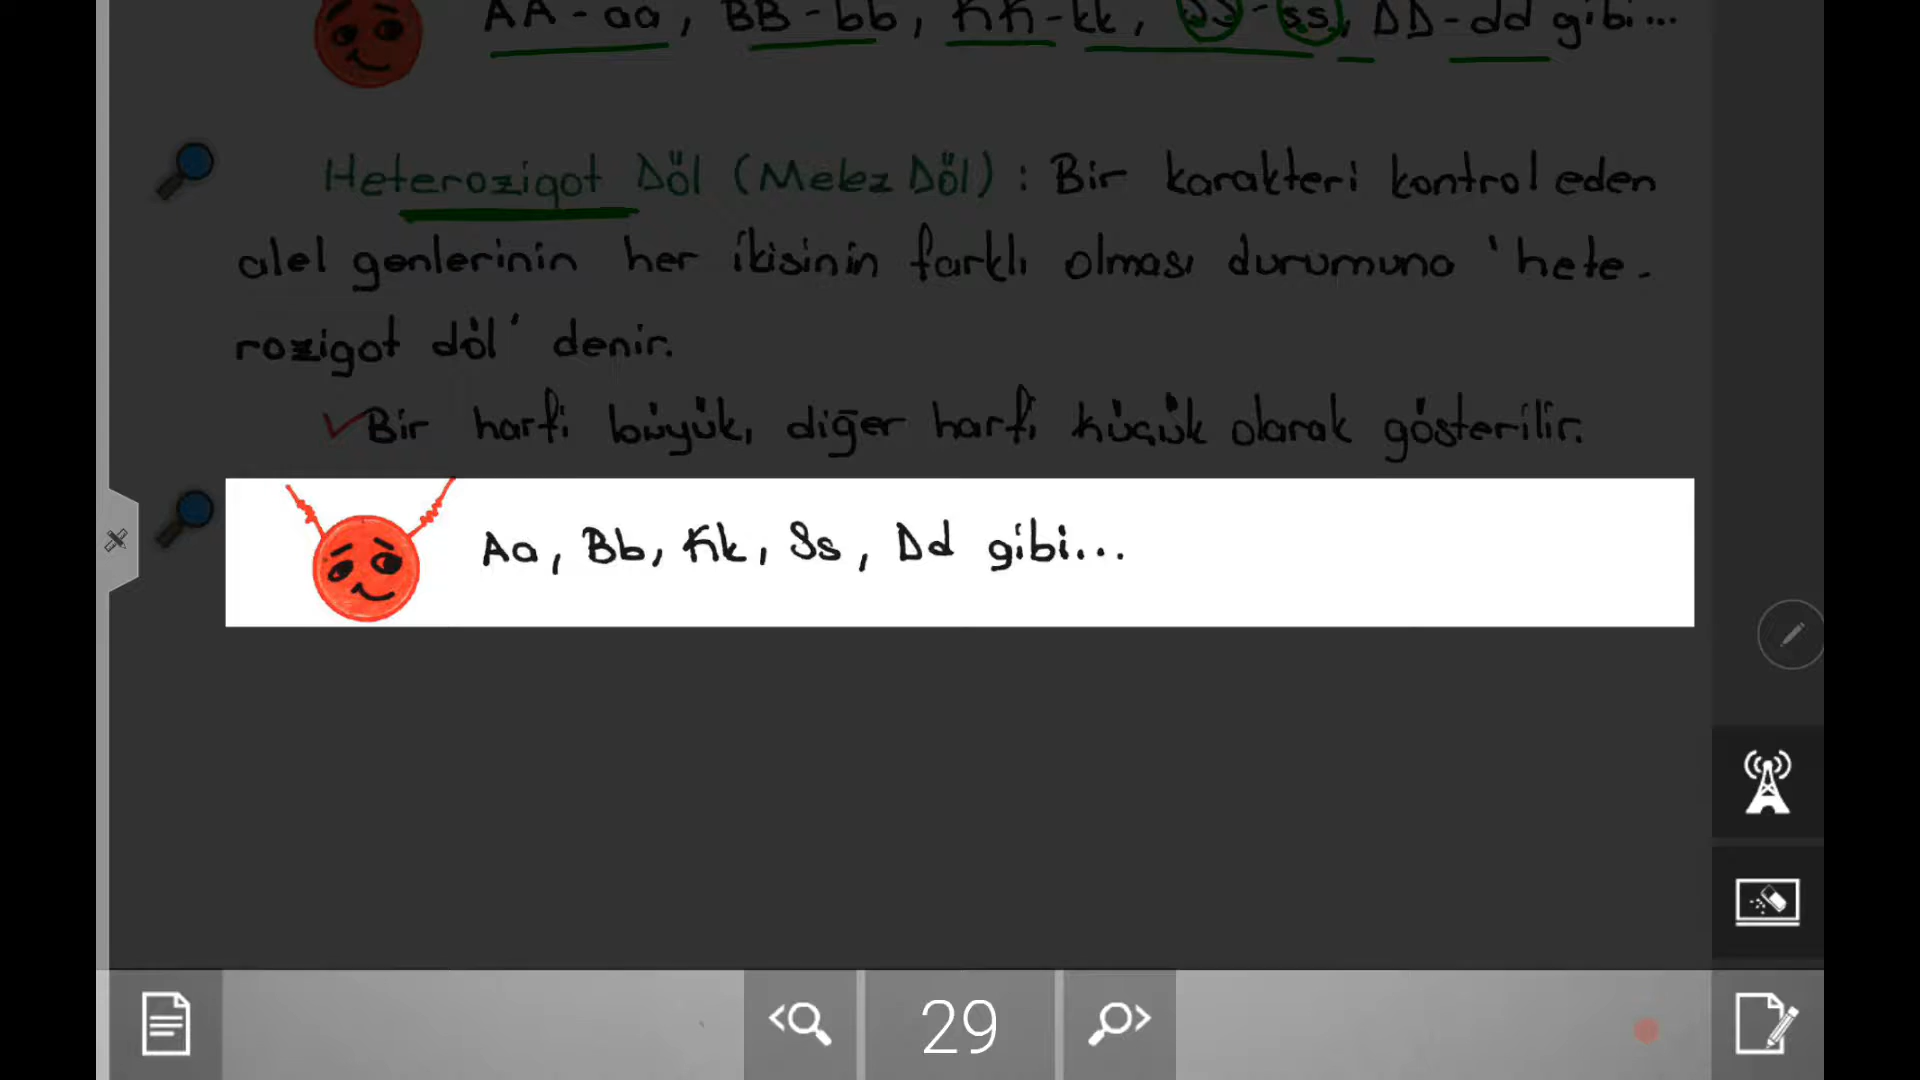 AA - aa, BB - bb, KK - kk, SS - ss, DD - dd gibi...
Heterozigot Döl (Melez Döl) : Bir karakteri kontrol eden
alel genlerinin her ikisinin farklı olması durumuna 'hete-
rozigot döl' denir.
✓Bir harfi büyük, diğer harfi küçük olarak gösterilir.
Aa, Bb, Kk, Ss, Dd gibi...
29